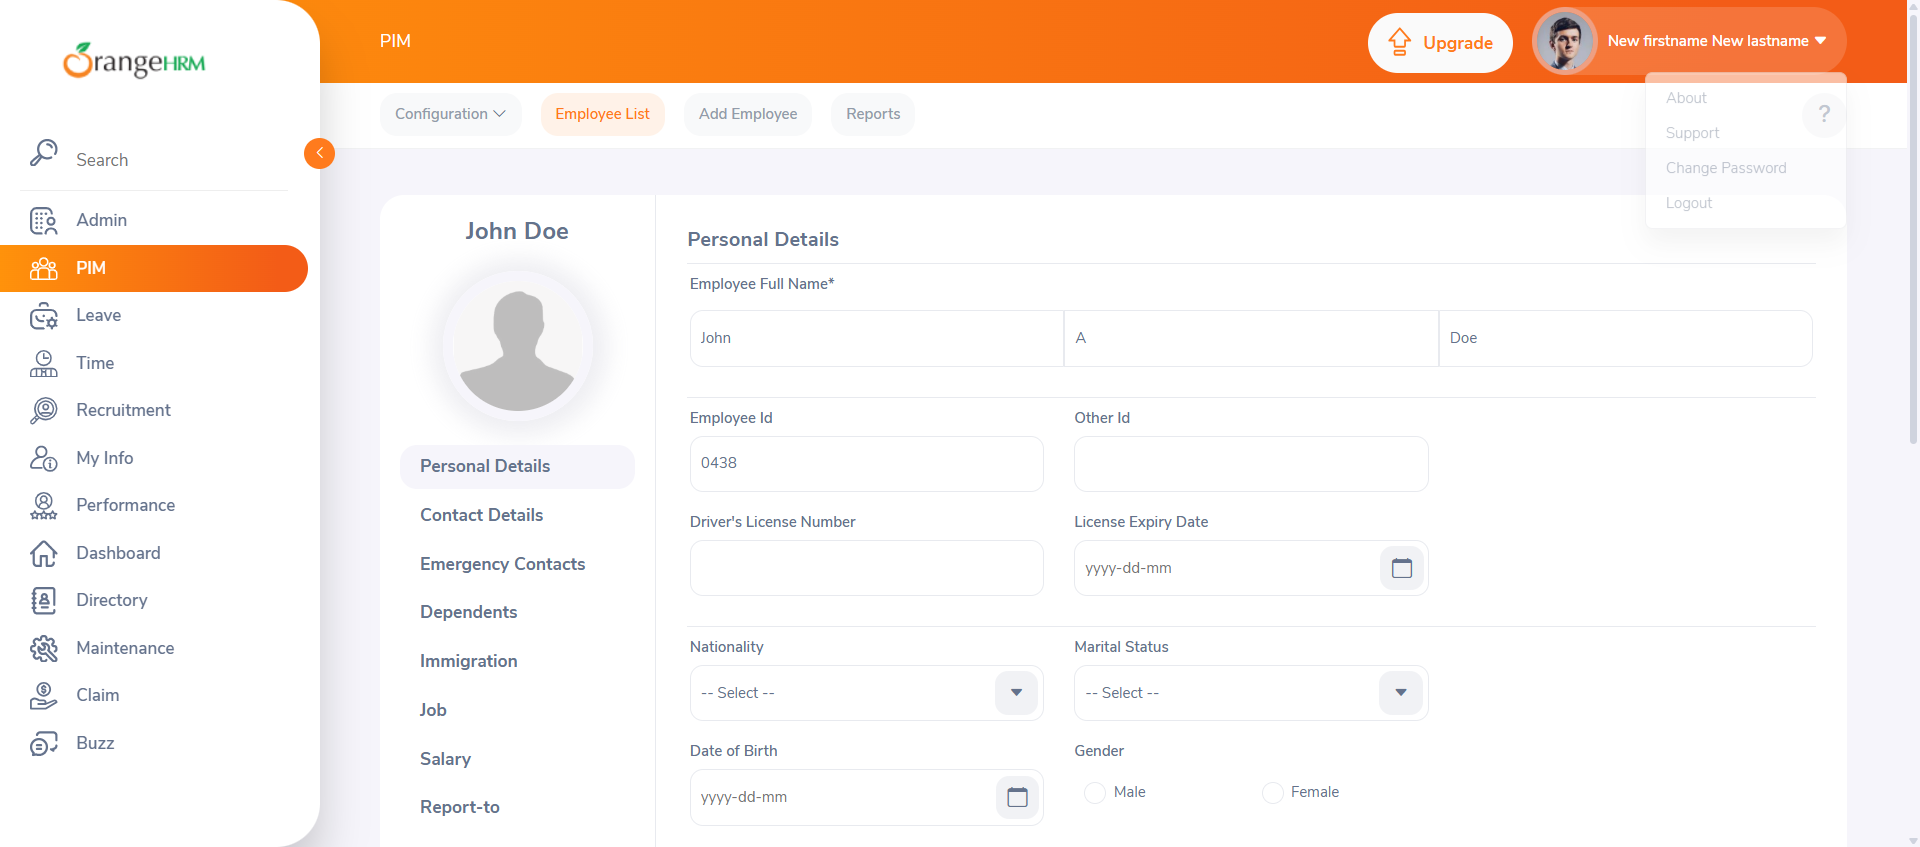 OrangeHRM
Search
Admin
PIM
Leave
Time
Recruitment
My Info
Performance
Dashboard
Directory
Maintenance
Claim
Buzz
PIM
Upgrade
New firstname New lastname
About
Support
Change Password
Logout
?
Configuration
Employee List
Add Employee
Reports
John Doe
Personal Details
Contact Details
Emergency Contacts
Dependents
Immigration
Job
Salary
Report-to
Personal Details
Employee Full Name*
John A Doe
Employee Id Other Id
0438
Driver's License Number License Expiry Date
yyyy-dd-mm
Nationality Marital Status
-- Select -- -- Select --
Date of Birth Gender
yyyy-dd-mm Male Female